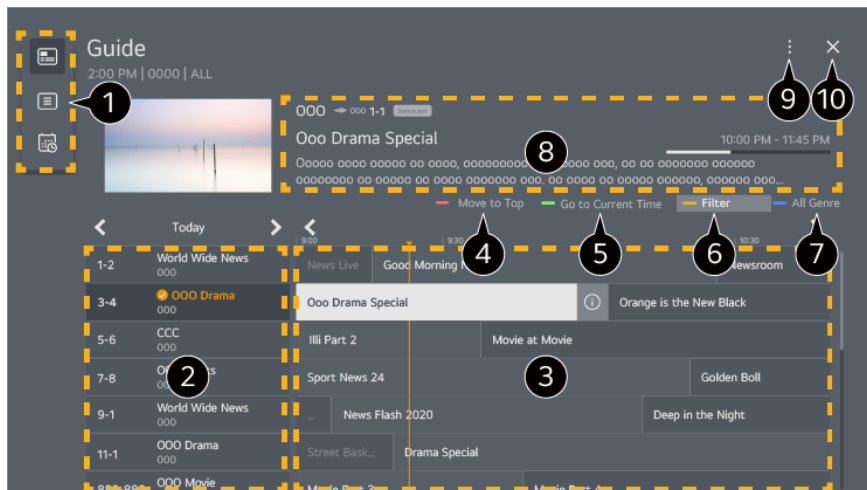 Guide
2:00 PM | 0000 | ALL
1
OOO 000 1-1 Simulcast
9
10
Ooo Drama Special
8
10:00 PM - 11:45 PM
Move to Top
Go to Current Time
Filter
All Genre
4
5
6
7
Today
9:00
9:30
10:30
1-2 World Wide News
000
News Live
Good Morning
Newsroom
3-4 OOO Drama
000
Ooo Drama Special
Orange is the New Black
5-6 CCC
000
Illi Part 2
Movie at Movie
7-8
2
Sport News 24
3
Golden Boll
9-1 World Wide News
000
...
News Flash 2020
Deep in the Night
11-1 OOO Drama
000
Street Bask...
Drama Special
OOO Movie